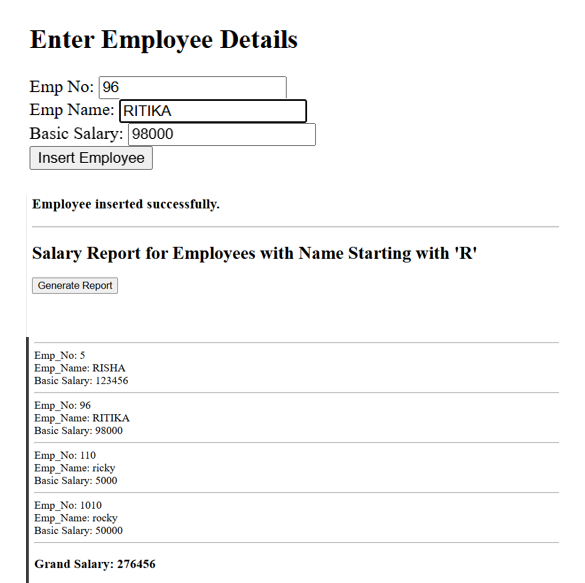 Enter Employee Details
Emp No: 96
Emp Name: RITIKA
Basic Salary: 98000
Insert Employee
Employee inserted successfully.
Salary Report for Employees with Name Starting with 'R'
Generate Report
Emp_No: 5
Emp_Name: RISHA
Basic Salary: 123456
Emp_No: 96
Emp_Name: RITIKA
Basic Salary: 98000
Emp_No: 110
Emp_Name: ricky
Basic Salary: 5000
Emp_No: 1010
Emp_Name: rocky
Basic Salary: 50000
Grand Salary: 276456